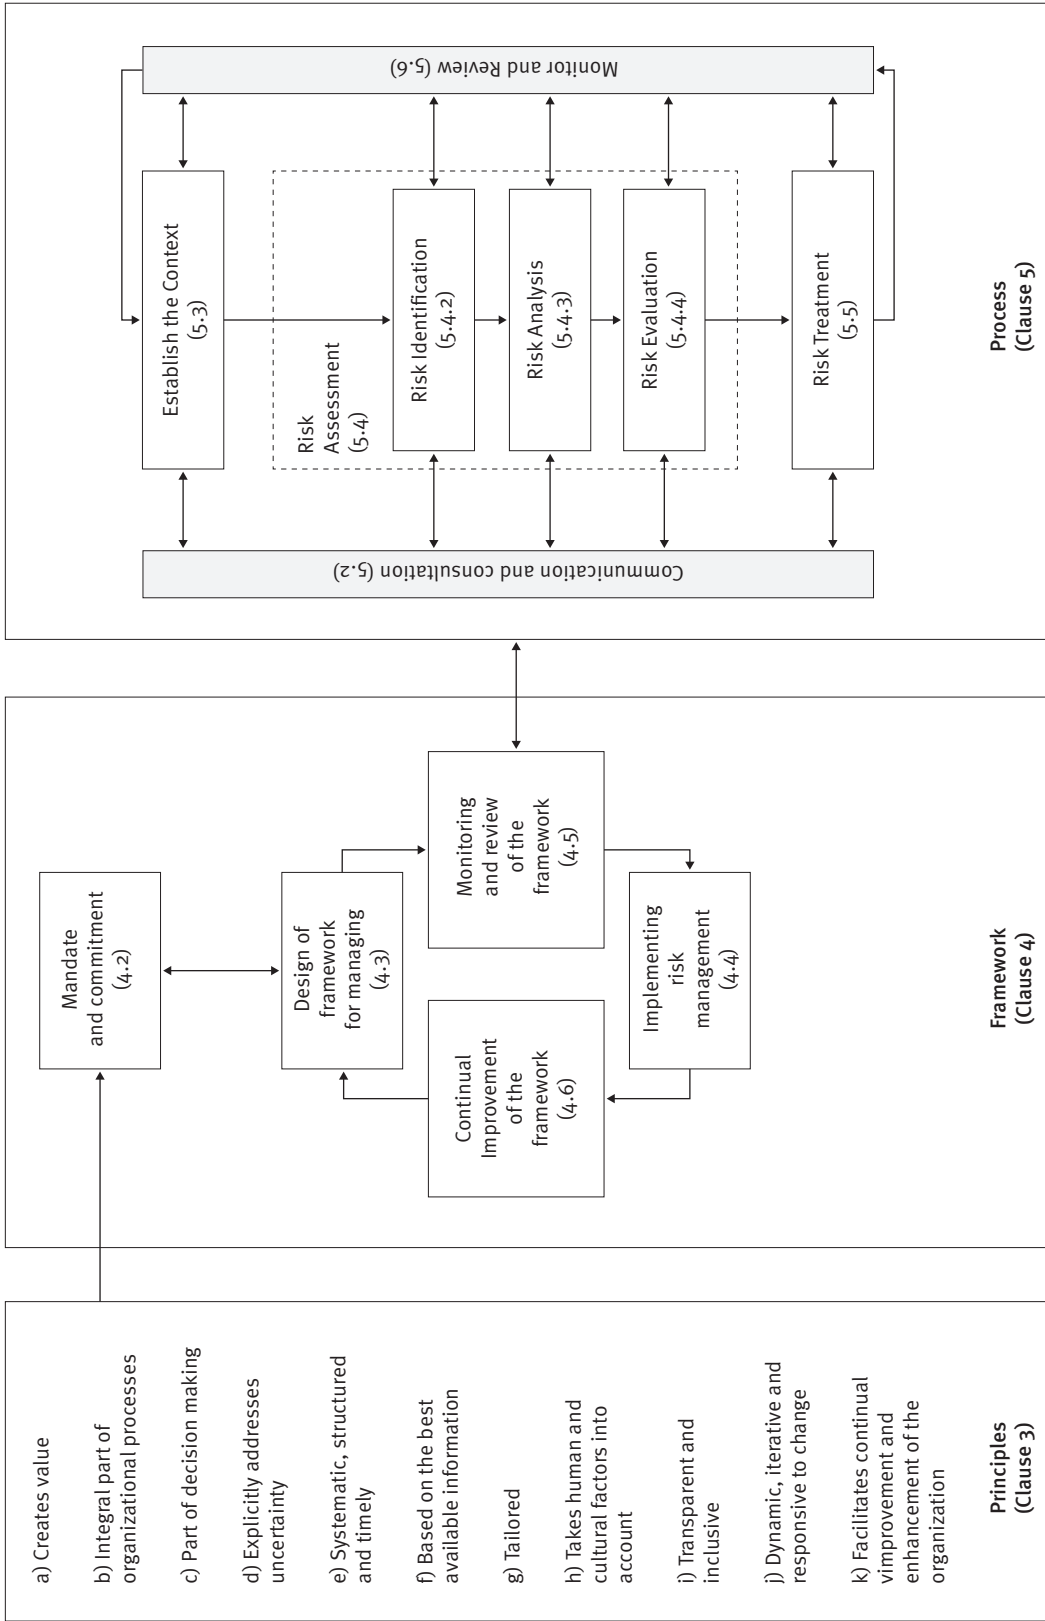 a) Creates value
b) Integral part of
organizational processes
c) Part of decision making
d) Explicitly addresses
uncertainty
e) Systematic, structured
and timely
f) Based on the best
available information
g) Tailored
h) Takes human and
cultural factors into
account
i) Transparent and
inclusive
j) Dynamic, iterative and
responsive to change
k) Facilitates continual
vimprovement and
enhancement of the
organization
Principles
(Clause 3)
Mandate
and commitment
(4.2)
Design of
framework
for managing
(4.3)
Continual
Improvement
of the
framework
(4.6)
Monitoring
and review
of the
framework
(4.5)
Implementing
risk
management
(4.4)
Framework
(Clause 4)
Communication and consultation (5.2)
Establish the Context
(5.3)
Risk
Assessment
(5.4)
Risk Identification
(5.4.2)
Risk Analysis
(5.4.3)
Risk Evaluation
(5.4.4)
Risk Treatment
(5.5)
Monitor and Review (5.6)
Process
(Clause 5)